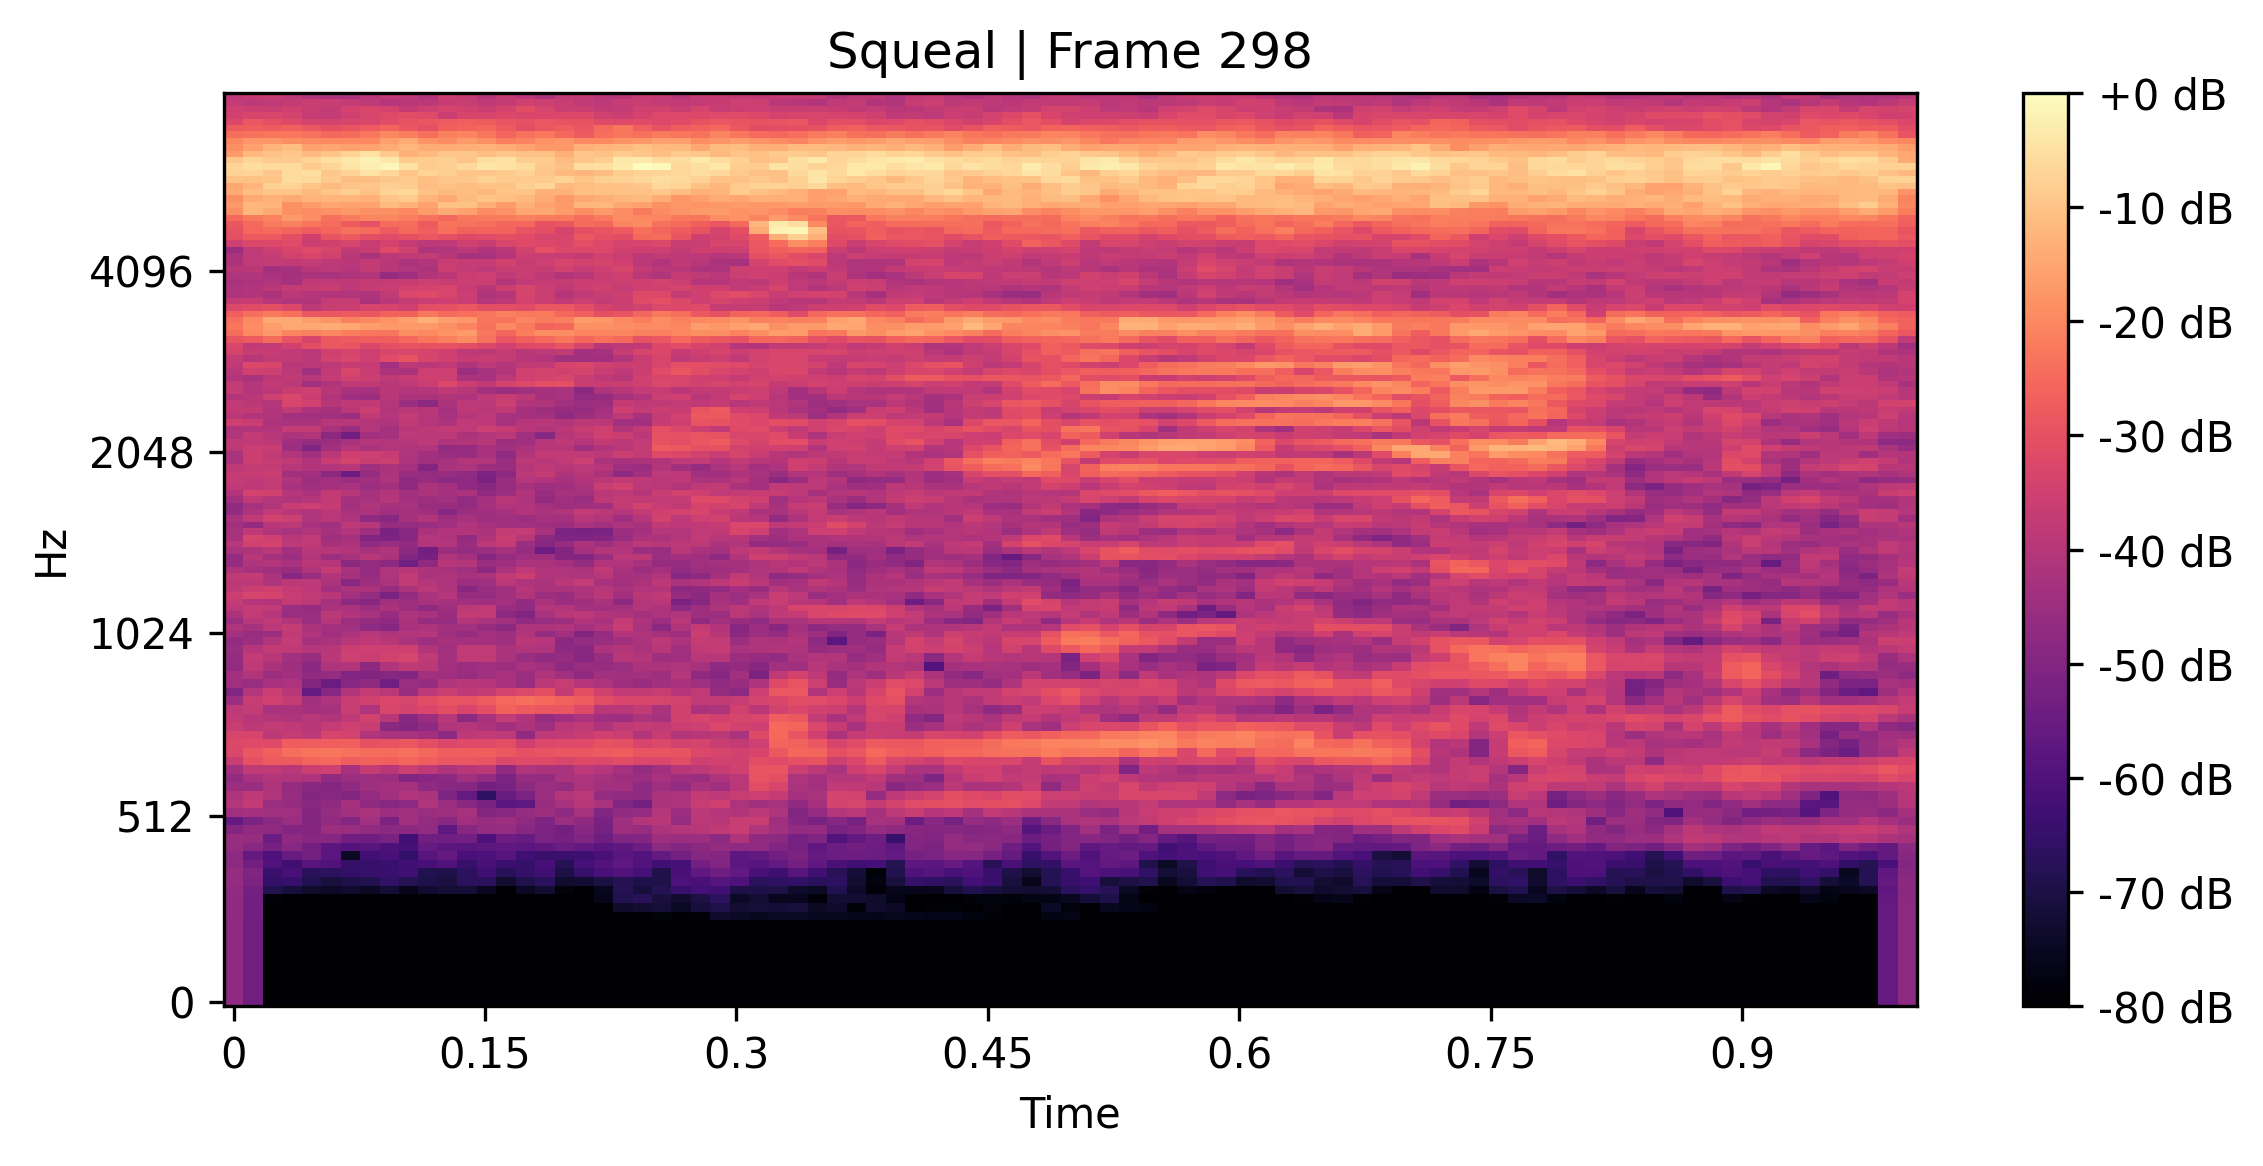 Squeal | Frame 298
+0 dB
-10 dB
-20 dB
-30 dB
-40 dB
-50 dB
-60 dB
-70 dB
-80 dB
Hz
4096
2048
1024
512
0
0 0.15 0.3 0.45 0.6 0.75 0.9
Time